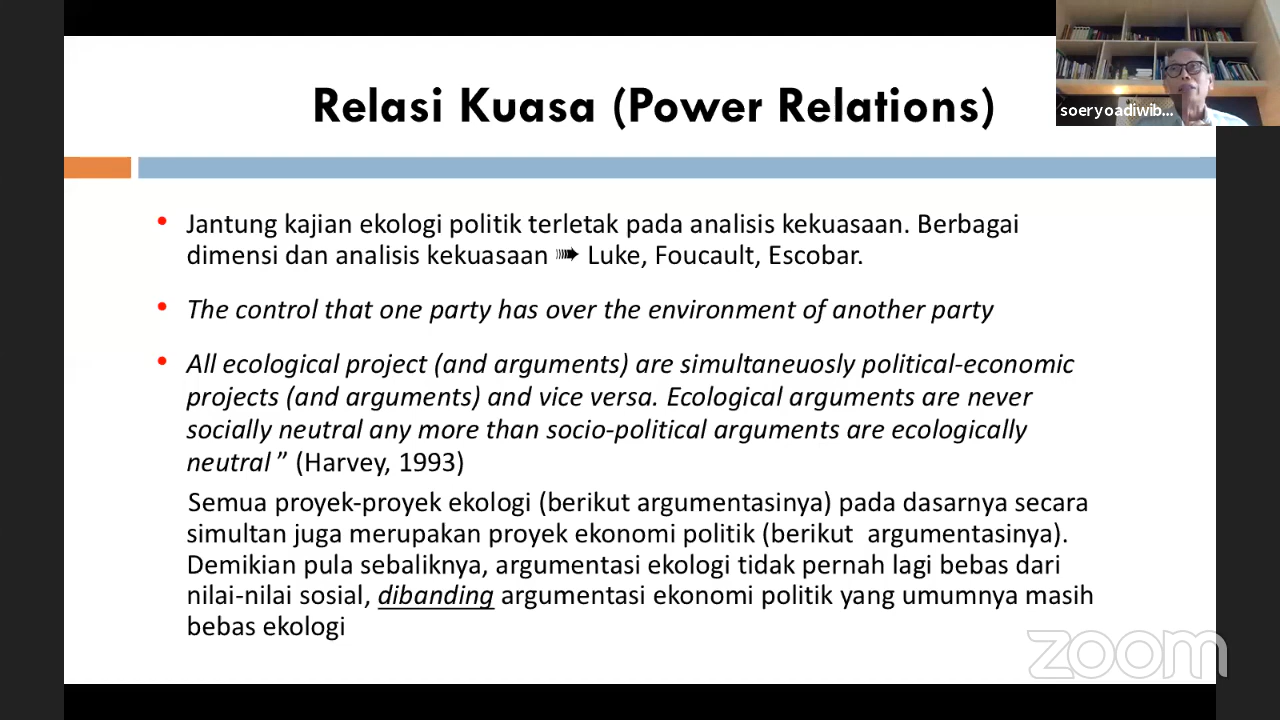 Relasi Kuasa (Power Relations)
soeryoadiwib...
• Jantung kajian ekologi politik terletak pada analisis kekuasaan. Berbagai
dimensi dan analisis kekuasaan ➠ Luke, Foucault, Escobar.
• The control that one party has over the environment of another party
• All ecological project (and arguments) are simultaneuosly political-economic
projects (and arguments) and vice versa. Ecological arguments are never
socially neutral any more than socio-political arguments are ecologically
neutral ” (Harvey, 1993)
Semua proyek-proyek ekologi (berikut argumentasinya) pada dasarnya secara
simultan juga merupakan proyek ekonomi politik (berikut argumentasinya).
Demikian pula sebaliknya, argumentasi ekologi tidak pernah lagi bebas dari
nilai-nilai sosial, dibanding argumentasi ekonomi politik yang umumnya masih
bebas ekologi
zoom